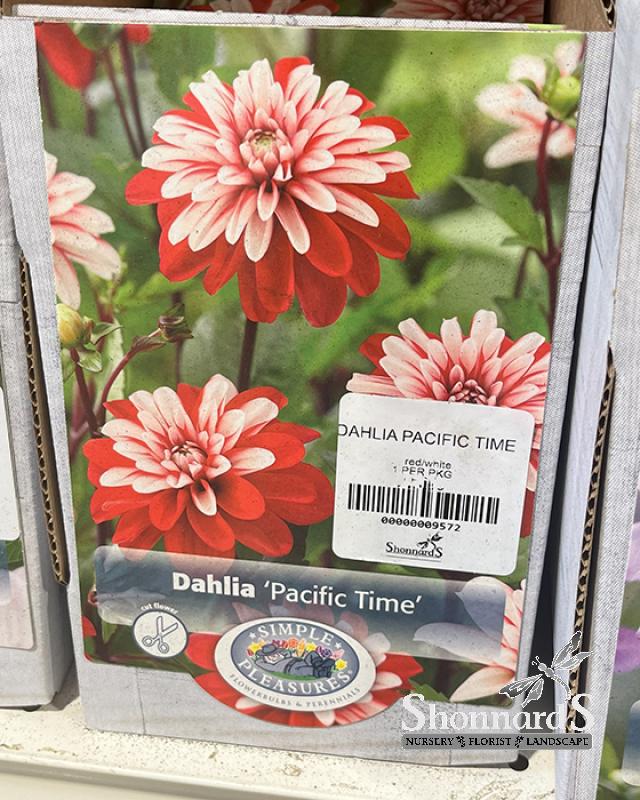 DAHLIA PACIFIC TIME
red/white
1 PER PKG
00000009572
Shonnard'S
Dahlia 'Pacific Time'
cut flower
SIMPLE
PLEASURES
FLOWERBULBS & PERENNIALS
Shonnard'S
NURSERY FLORIST LANDSCAPE